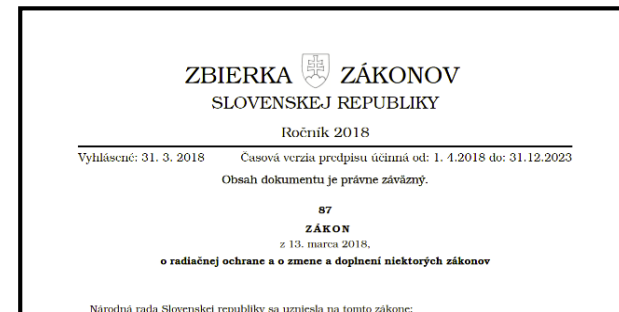 ZBIERKA ZÁKONOV
SLOVENSKEJ REPUBLIKY
Ročník 2018
Vyhlásené: 31. 3. 2018 Časová verzia predpisu účinná od: 1. 4.2018 do: 31.12.2023
Obsah dokumentu je právne záväzný.
87
ZÁKON
z 13. marca 2018,
o radiačnej ochrane a o zmene a doplnení niektorých zákonov
Národná rada Slovenskej republiky sa uzniesla na tomto zákone: